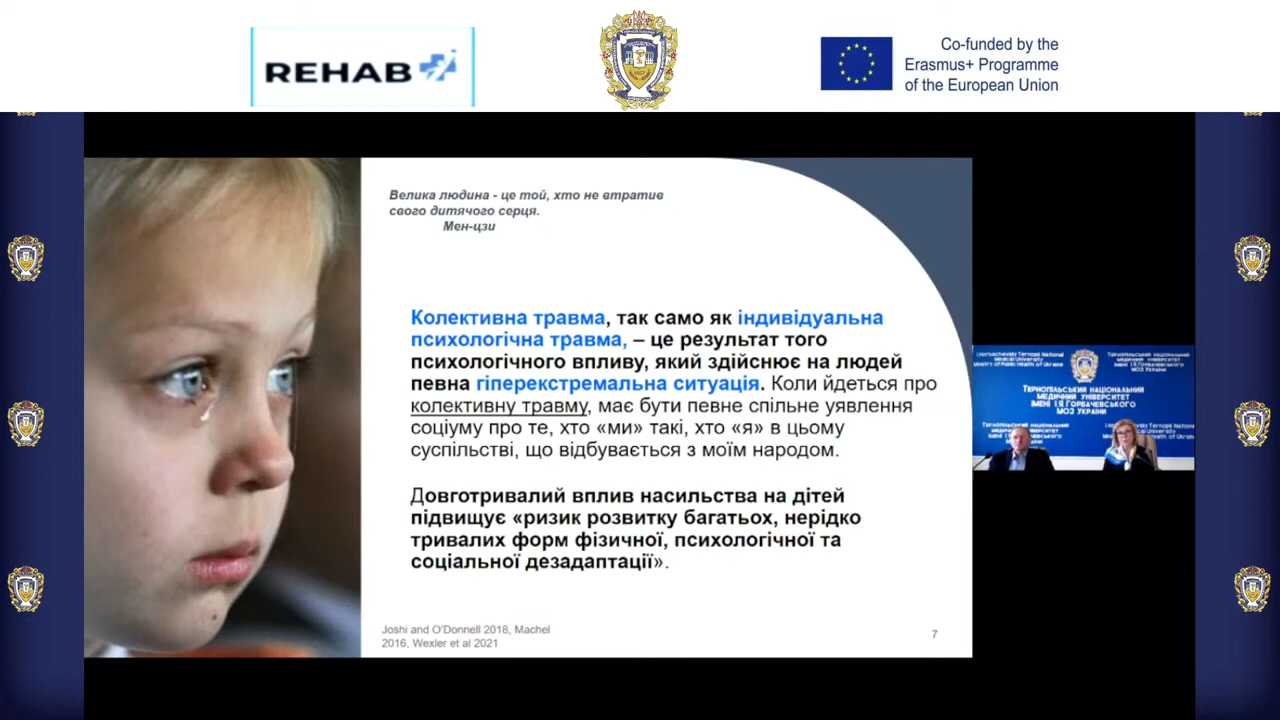 REHAB
Co-funded by the
Erasmus+ Programme
of the European Union
Велика людина - це той, хто не втратив
свого дитячого серця.
Мен-цзи
Колективна травма, так само як індивідуальна
психологічна травма, – це результат того
психологічного впливу, який здійснює на людей
певна гіперекстремальна ситуація. Коли йдеться про
колективну травму, має бути певне спільне уявлення
соціуму про те, хто «ми» такі, хто «я» в цьому
суспільстві, що відбувається з моїм народом.
Довготривалий вплив насильства на дітей
підвищує «ризик розвитку багатьох, нерідко
тривалих форм фізичної, психологічної та
соціальної дезадаптації».
Joshi and O'Donnell 2018, Machel
2016, Wexler et al 2021
7
Тернопільський національний
медичний університет
імені І.Я. Горбачевського
МОЗ України